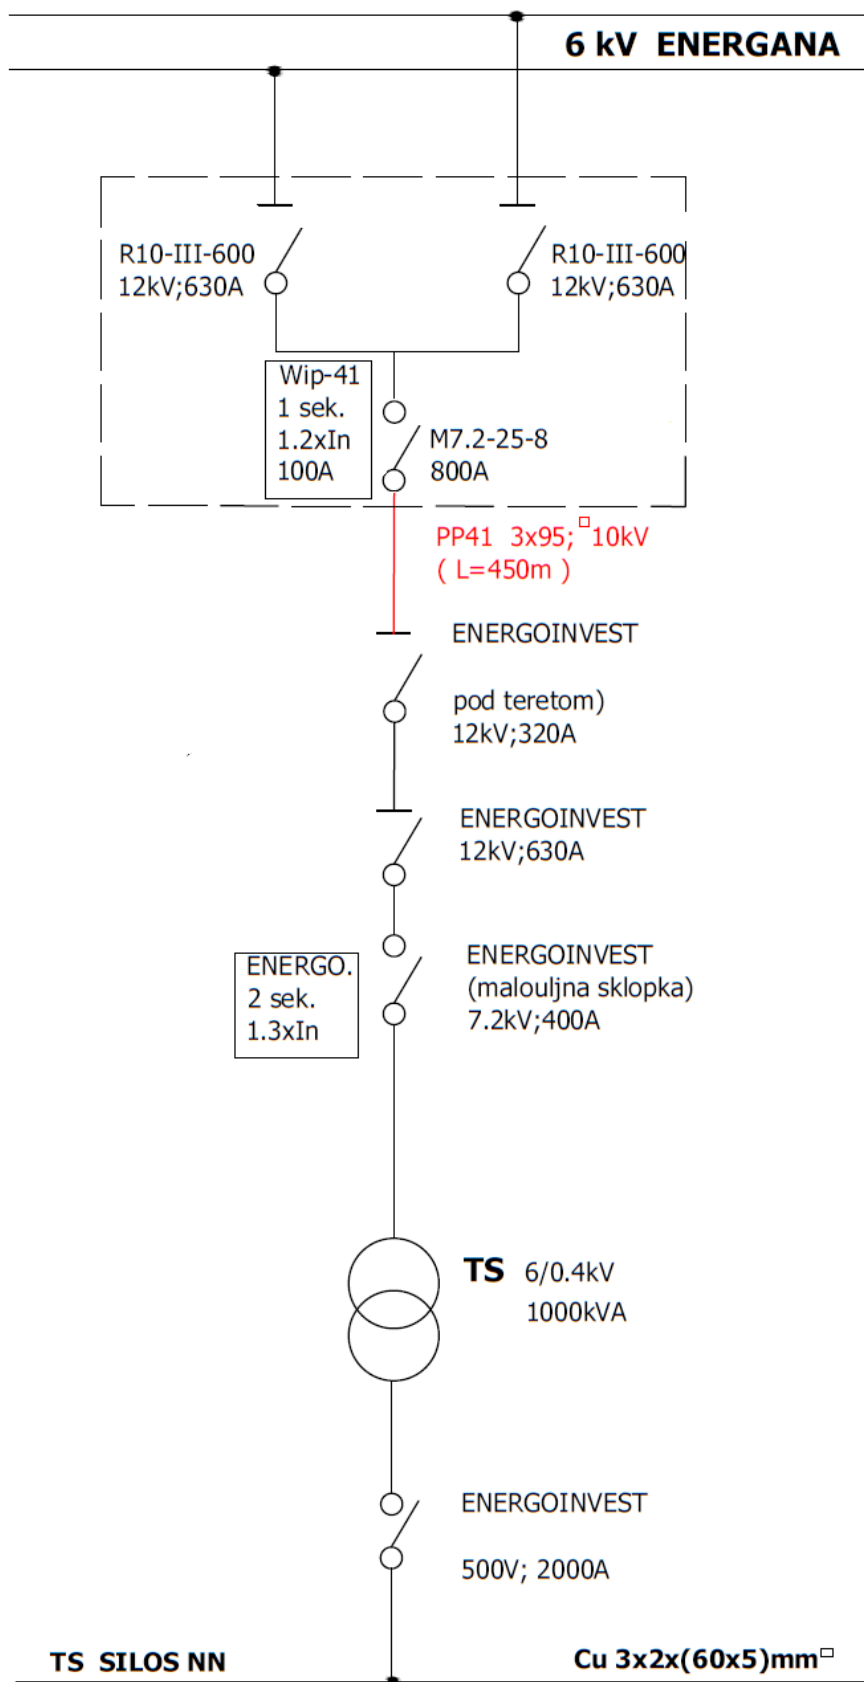 6 kV ENERGANA
R10-III-600
12kV;630A
R10-III-600
12kV;630A
Wip-41
1 sek.
1.2xIn
100A
M7.2-25-8
800A
PP41 3x95; □10kV
( L=450m )
ENERGOINVEST
pod teretom)
12kV;320A
ENERGOINVEST
12kV;630A
ENERGO.
2 sek.
1.3xIn
ENERGOINVEST
(malouljna sklopka)
7.2kV;400A
TS 6/0.4kV
1000kVA
ENERGOINVEST
500V; 2000A
TS SILOS NN
Cu 3x2x(60x5)mm□